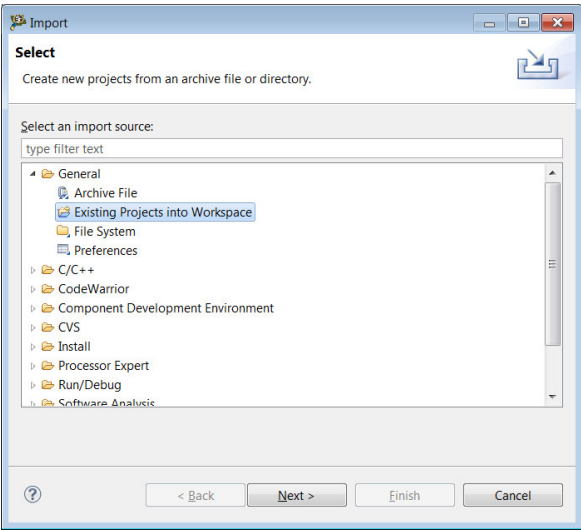 Import
Select
Create new projects from an archive file or directory.
Select an import source:
type filter text
General
Archive File
Existing Projects into Workspace
File System
Preferences
C/C++
CodeWarrior
Component Development Environment
CVS
Install
Processor Expert
Run/Debug
Software Analysis
? < Back Next > Finish Cancel